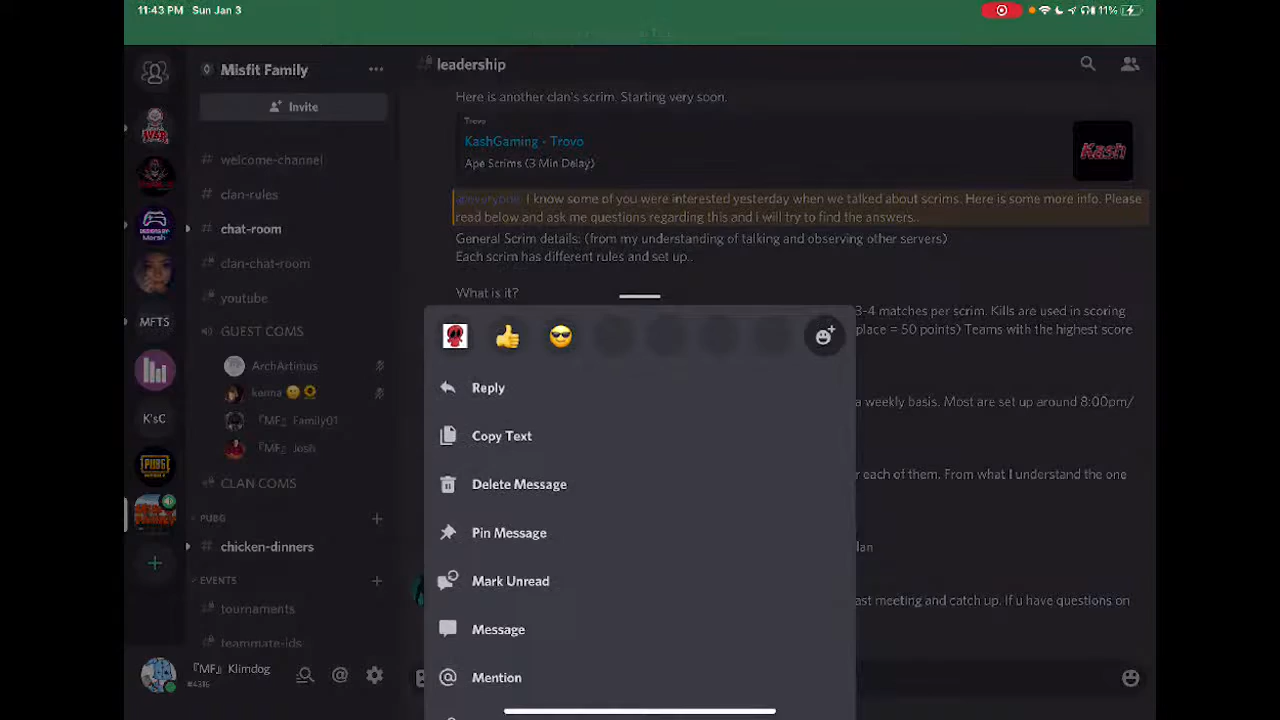 11:43 PM Sun Jan 3
11%
Misfit Family
Invite
welcome-channel
clan-rules
chat-room
clan-chat-room
youtube
GUEST COMS
ArchArtimus
kenna
『MF』 Family01
『MF』 Josh
CLAN COMS
PUBG
chicken-dinners
EVENTS
tournaments
teammate-ids
『MF』 Klimdog
#4316
MFTS
K'sC
leadership
Here is another clan's scrim. Starting very soon.
Trovo
KashGaming - Trovo
Ape Scrims (3 Min Delay)
Kash
@everyone I know some of you were interested yesterday when we talked about scrims. Here is some more info. Please
read below and ask me questions regarding this and i will try to find the answers..
General Scrim details: (from my understanding of talking and observing other servers)
Each scrim has different rules and set up..
What is it?
3-4 matches per scrim. Kills are used in scoring
place = 50 points) Teams with the highest score
a weekly basis. Most are set up around 8:00pm/
each of them. From what I understand the one
lan
ast meeting and catch up. If u have questions on
Reply
Copy Text
Delete Message
Pin Message
Mark Unread
Message
Mention